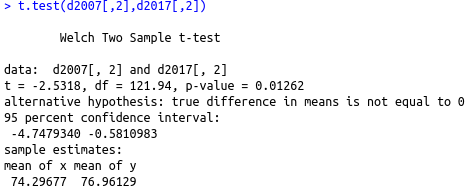 > t.test(d2007[,2],d2017[,2])
Welch Two Sample t-test
data:  d2007[, 2] and d2017[, 2]
t = -2.5318, df = 121.94, p-value = 0.01262
alternative hypothesis: true difference in means is not equal to 0
95 percent confidence interval:
 -4.7479340 -0.5810983
sample estimates:
mean of x mean of y
 74.29677  76.96129